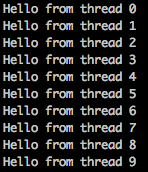 Hello from thread 0
Hello from thread 1
Hello from thread 2
Hello from thread 3
Hello from thread 4
Hello from thread 5
Hello from thread 6
Hello from thread 7
Hello from thread 8
Hello from thread 9